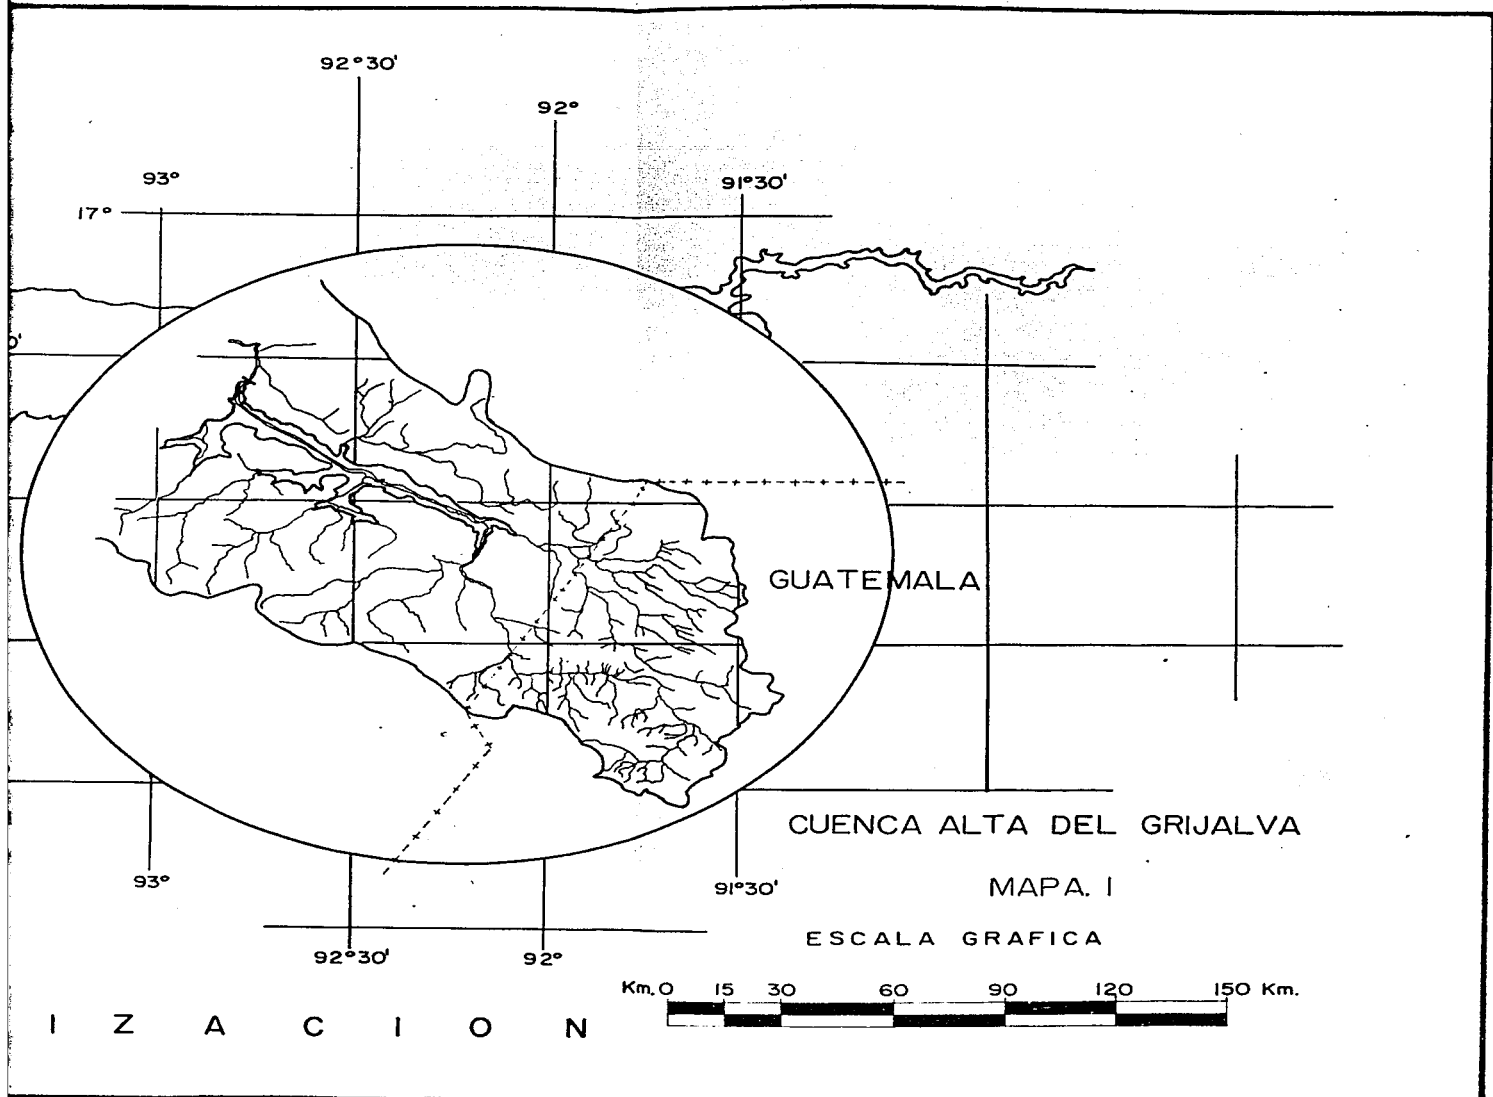 92°30'
92°
93°
91°30'
17°
0'
GUATEMALA
CUENCA ALTA DEL GRIJALVA
93°
91°30'
MAPA. I
ESCALA GRAFICA
92°30'
92°
Km. 0 15 30 60 90 120 150 Km.
I Z A C I O N